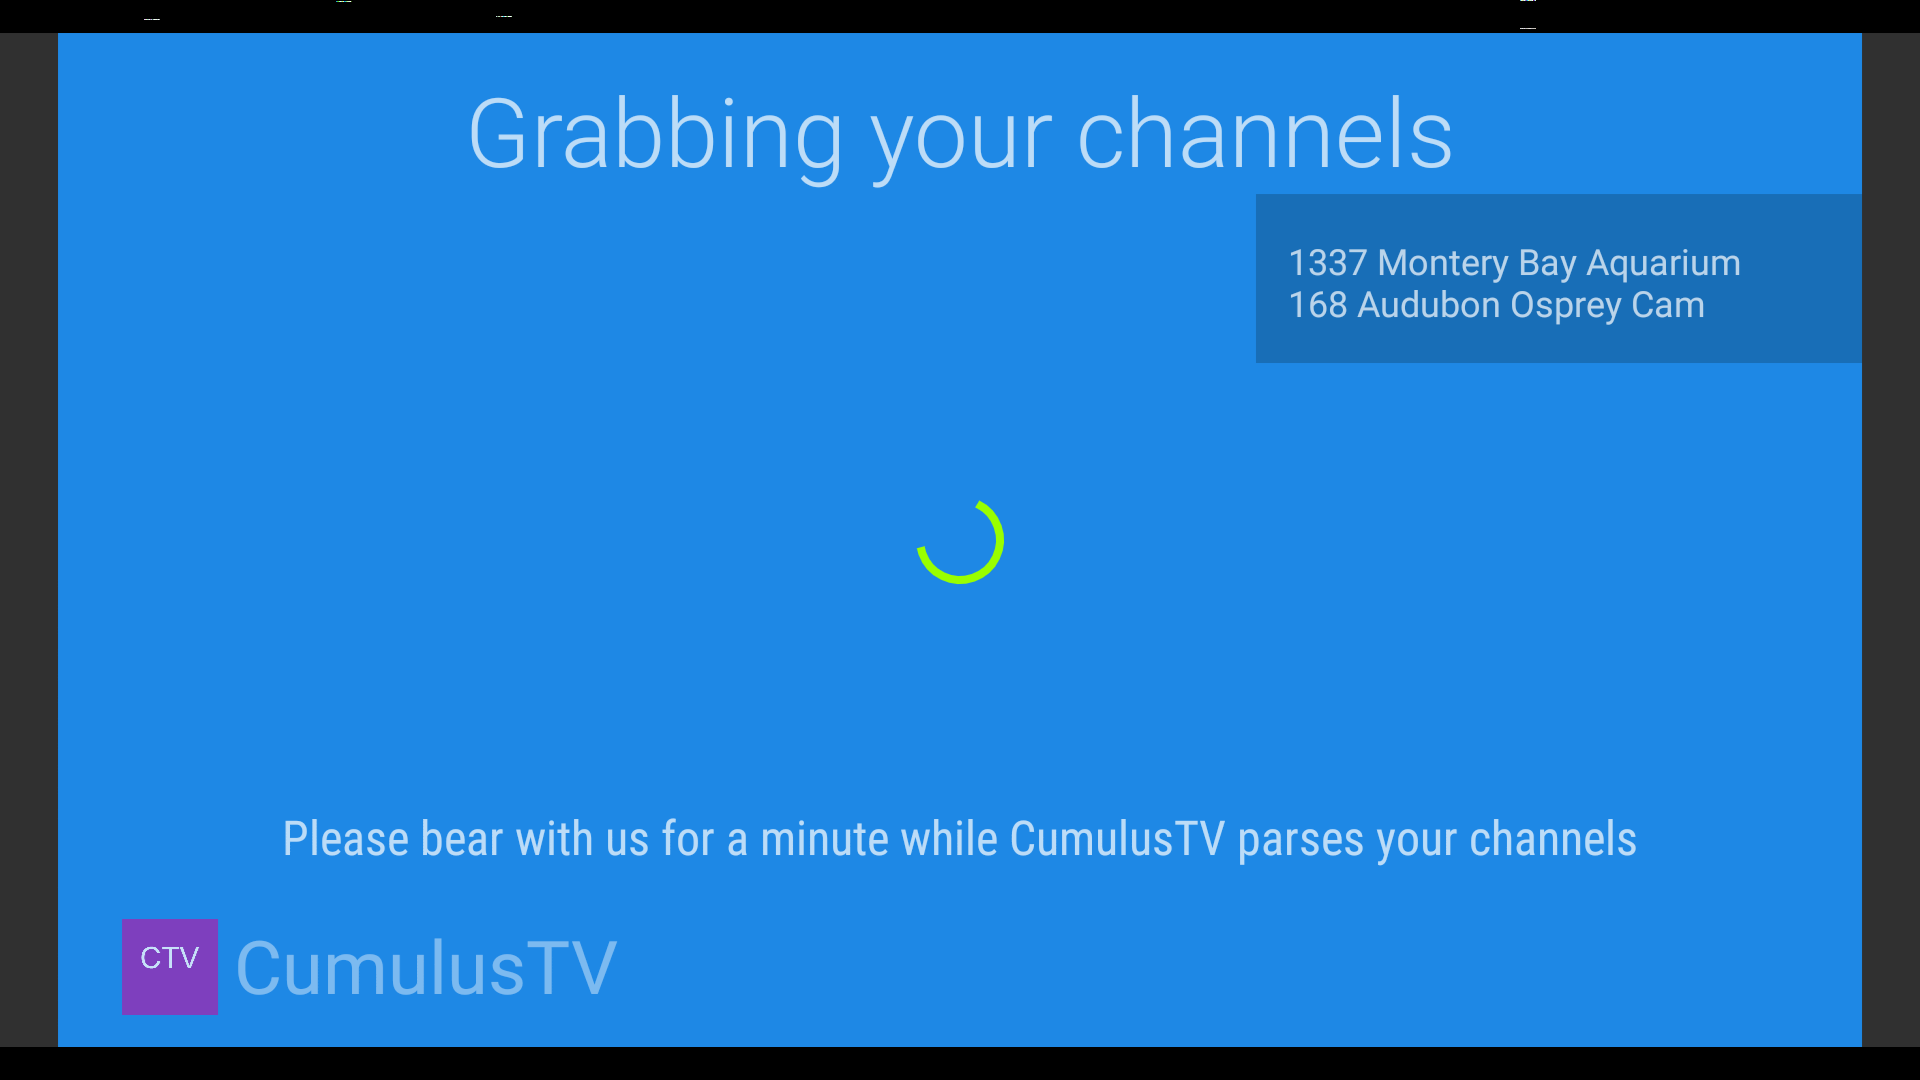 Grabbing your channels
1337 Montery Bay Aquarium
168 Audubon Osprey Cam
Please bear with us for a minute while CumulusTV parses your channels
CTV
CumulusTV